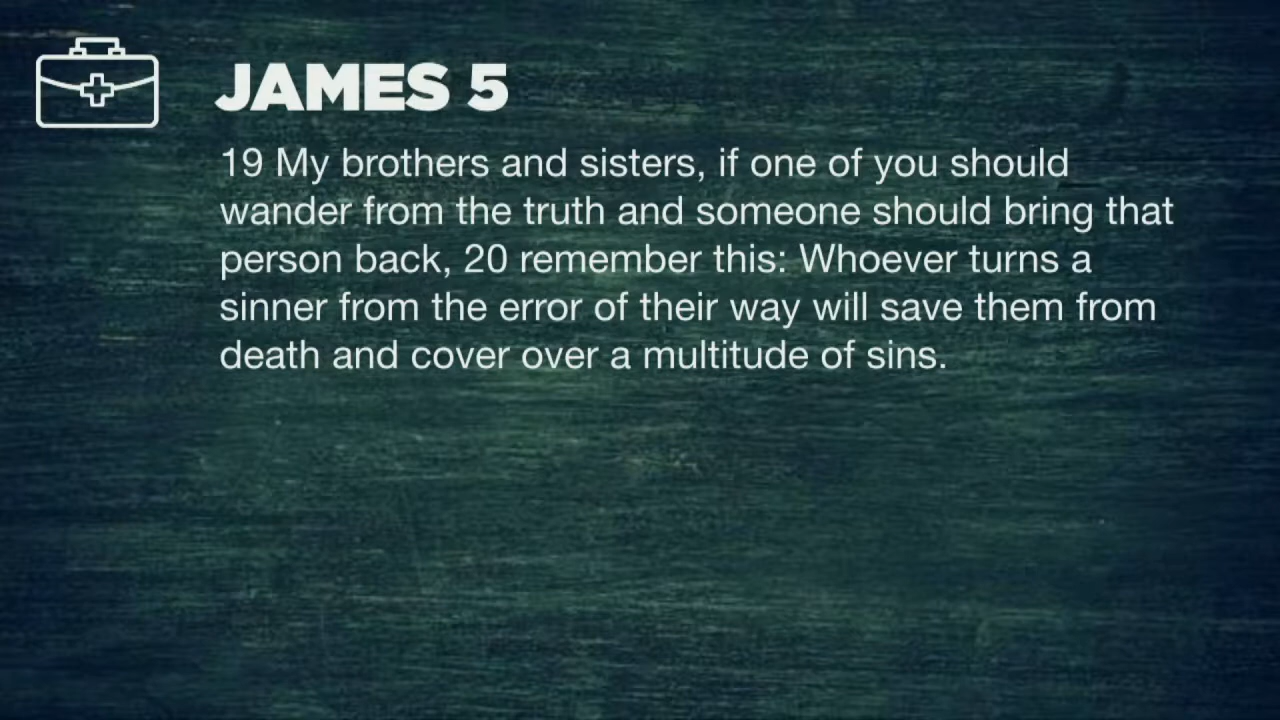 JAMES 5
19 My brothers and sisters, if one of you should
wander from the truth and someone should bring that
person back, 20 remember this: Whoever turns a
sinner from the error of their way will save them from
death and cover over a multitude of sins.